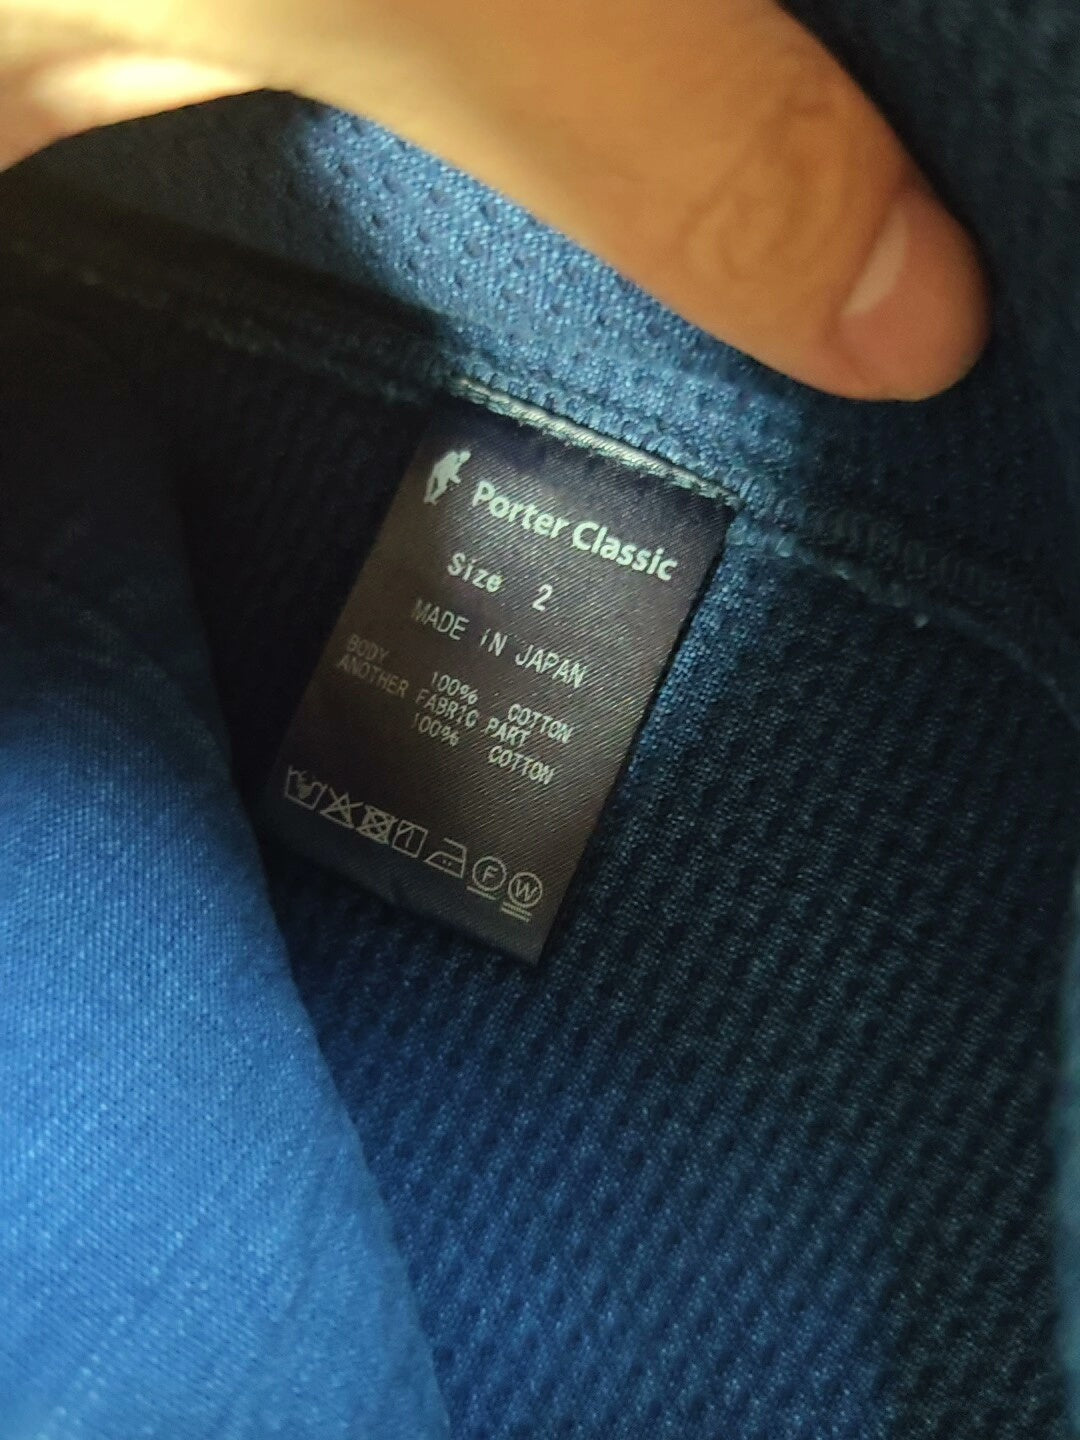 Porter Classic
Size 2
MADE IN JAPAN
BODY
100% COTTON
ANOTHER FABRIC PART
100% COTTON
F W